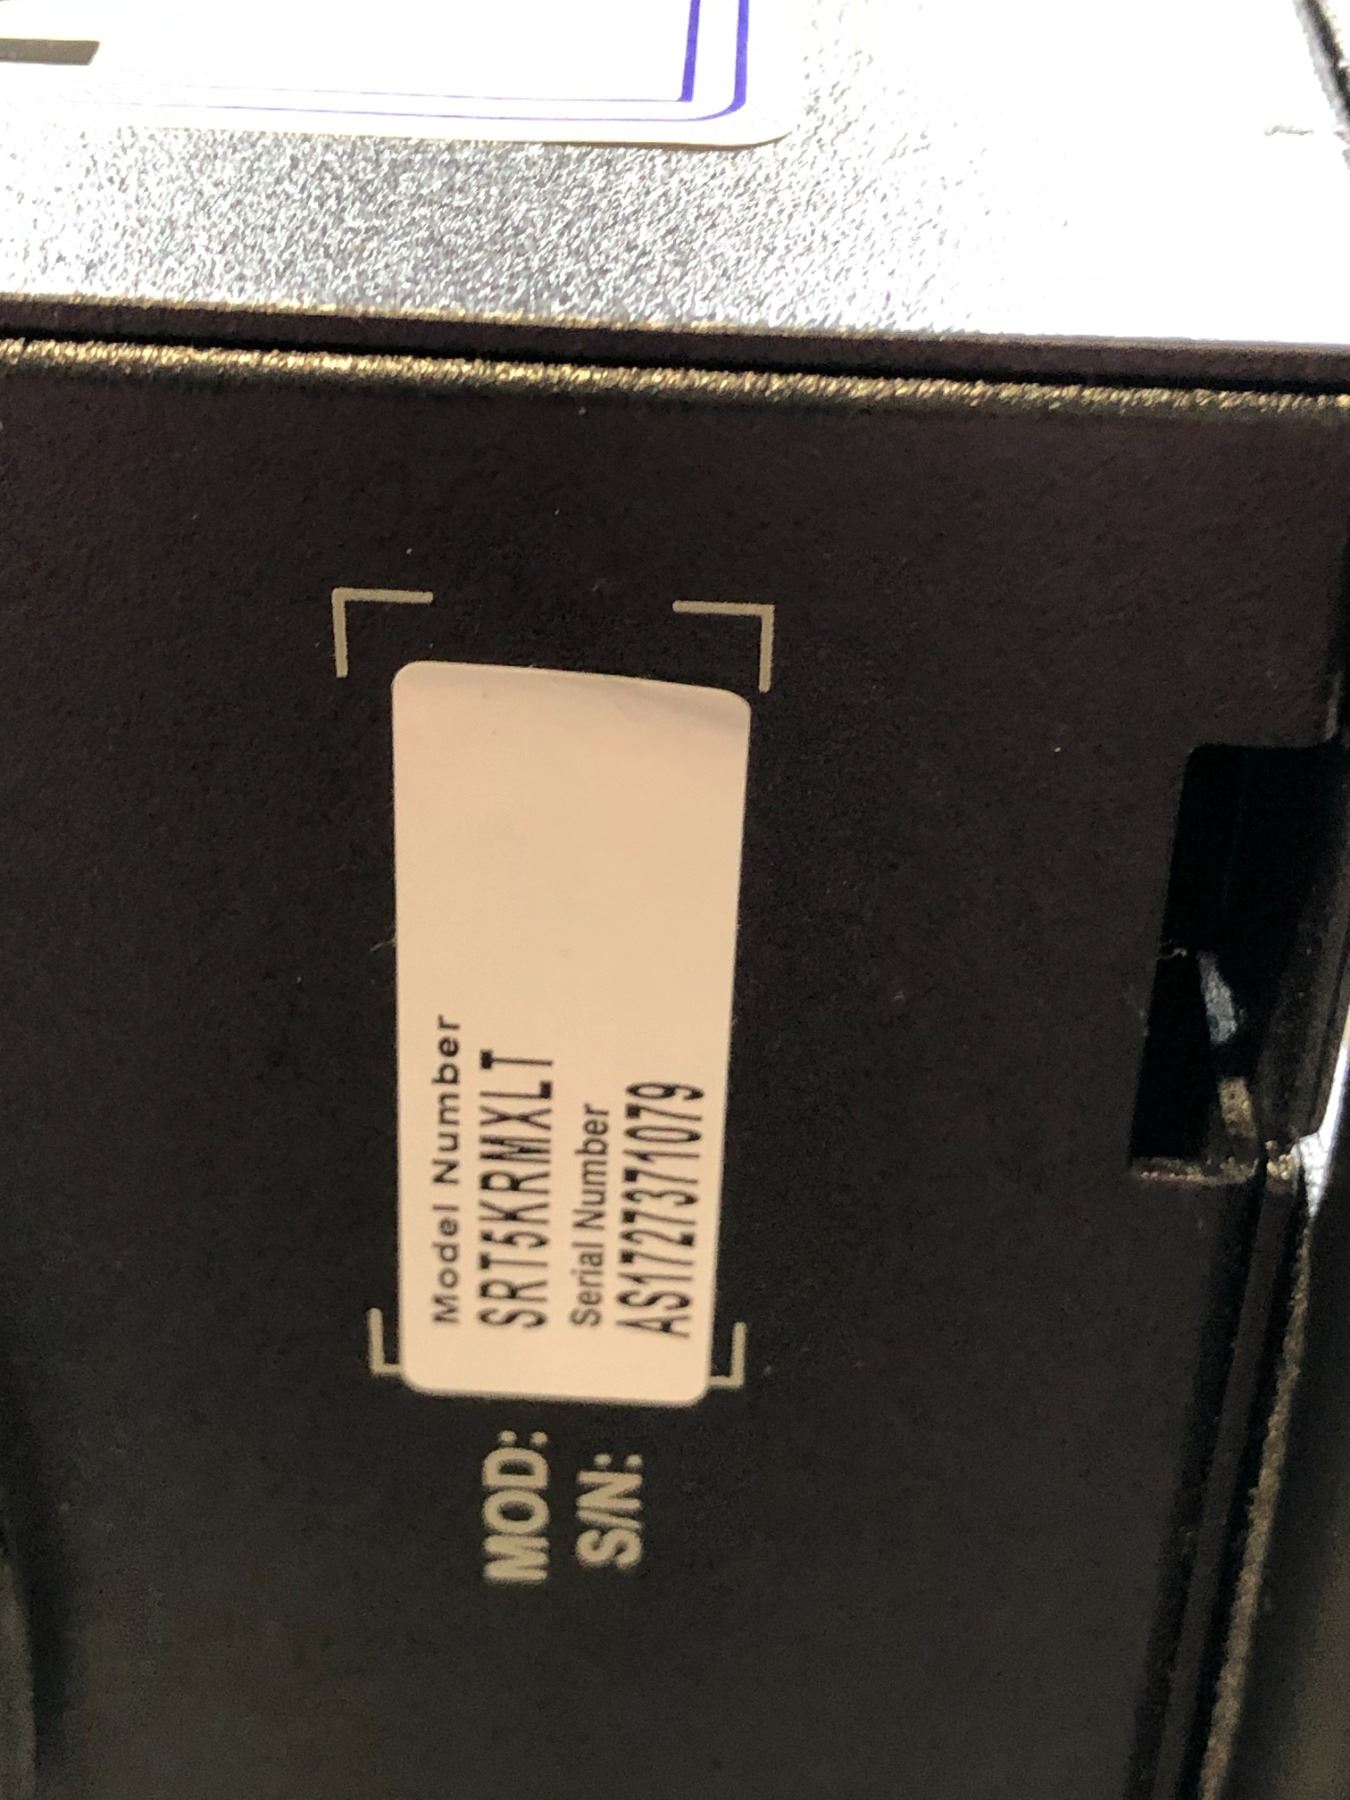 Model Number
SRT5KRMXLT
Serial Number
AS1727371079
MOD:
S/N: